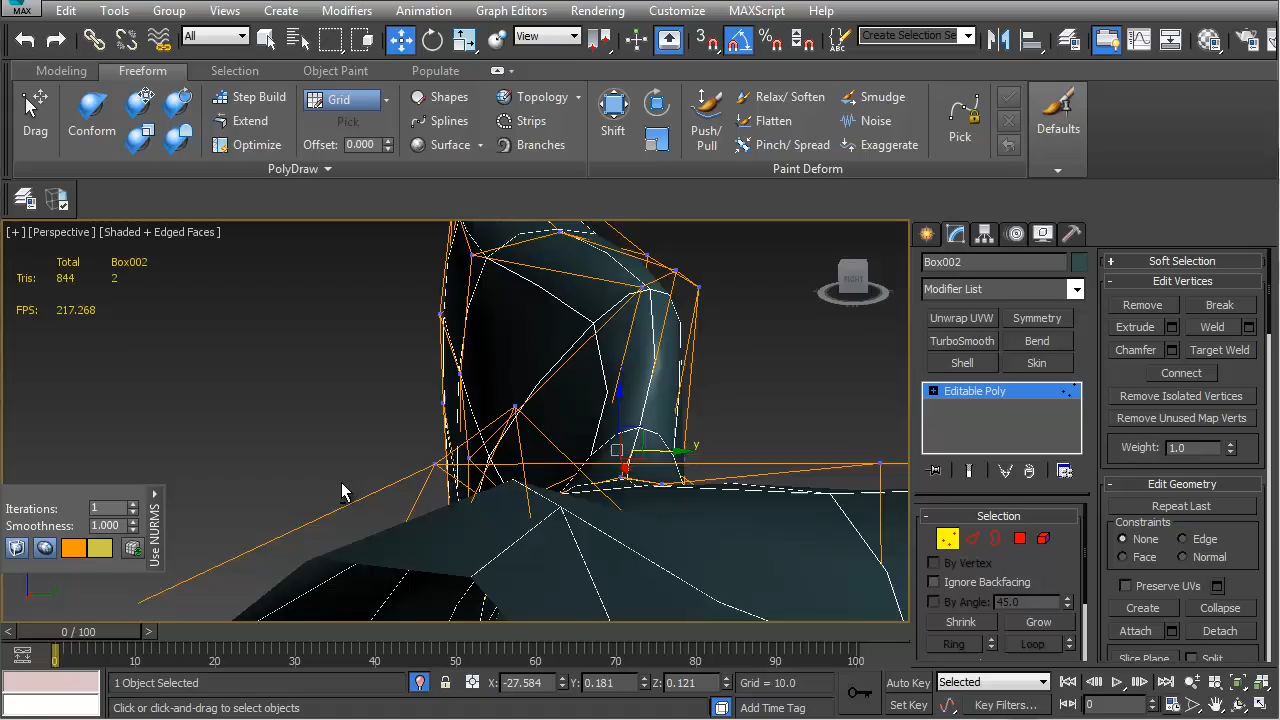 MAX
Edit
Tools
Group
Views
Create
Modifiers
Animation
Graph Editors
Rendering
Customize
MAXScript
Help
All
View
3
%
ABC
Create Selection Se
Modeling
Freeform
Selection
Object Paint
Populate
Drag
Conform
Step Build
Extend
Optimize
Grid
Pick
Offset: 0.000
Shapes
Splines
Surface
Topology
Strips
Branches
Shift
Push/
Pull
Relax/ Soften
Flatten
Pinch/ Spread
Smudge
Noise
Exaggerate
Pick
Defaults
PolyDraw
Paint Deform
[ + ] [Perspective ] [Shaded + Edged Faces ]
Total Box002
Tris: 844 2
FPS: 217.268
RIGHT
y
Iterations: 1
Smoothness: 1.000
Use NURMS
Box002
Modifier List
Unwrap UVW
Symmetry
TurboSmooth
Bend
Shell
Skin
Editable Poly
- Selection
By Vertex
Ignore Backfacing
By Angle: 45.0
Shrink
Grow
Ring
Loop
+ Soft Selection
- Edit Vertices
Remove
Break
Extrude
Weld
Chamfer
Target Weld
Connect
Remove Isolated Vertices
Remove Unused Map Verts
Weight: 1.0
- Edit Geometry
Repeat Last
Constraints
None
Edge
Face
Normal
Preserve UVs
Create
Collapse
Attach
Detach
Slice Plane
Split
< 0 / 100 >
10 20 30 40 50 60 70 80 90 100
1 Object Selected
X: -27.584
Y: 0.181
Z: 0.121
Grid = 10.0
Auto Key
Selected
Click or click-and-drag to select objects
Add Time Tag
Set Key
Key Filters...
0